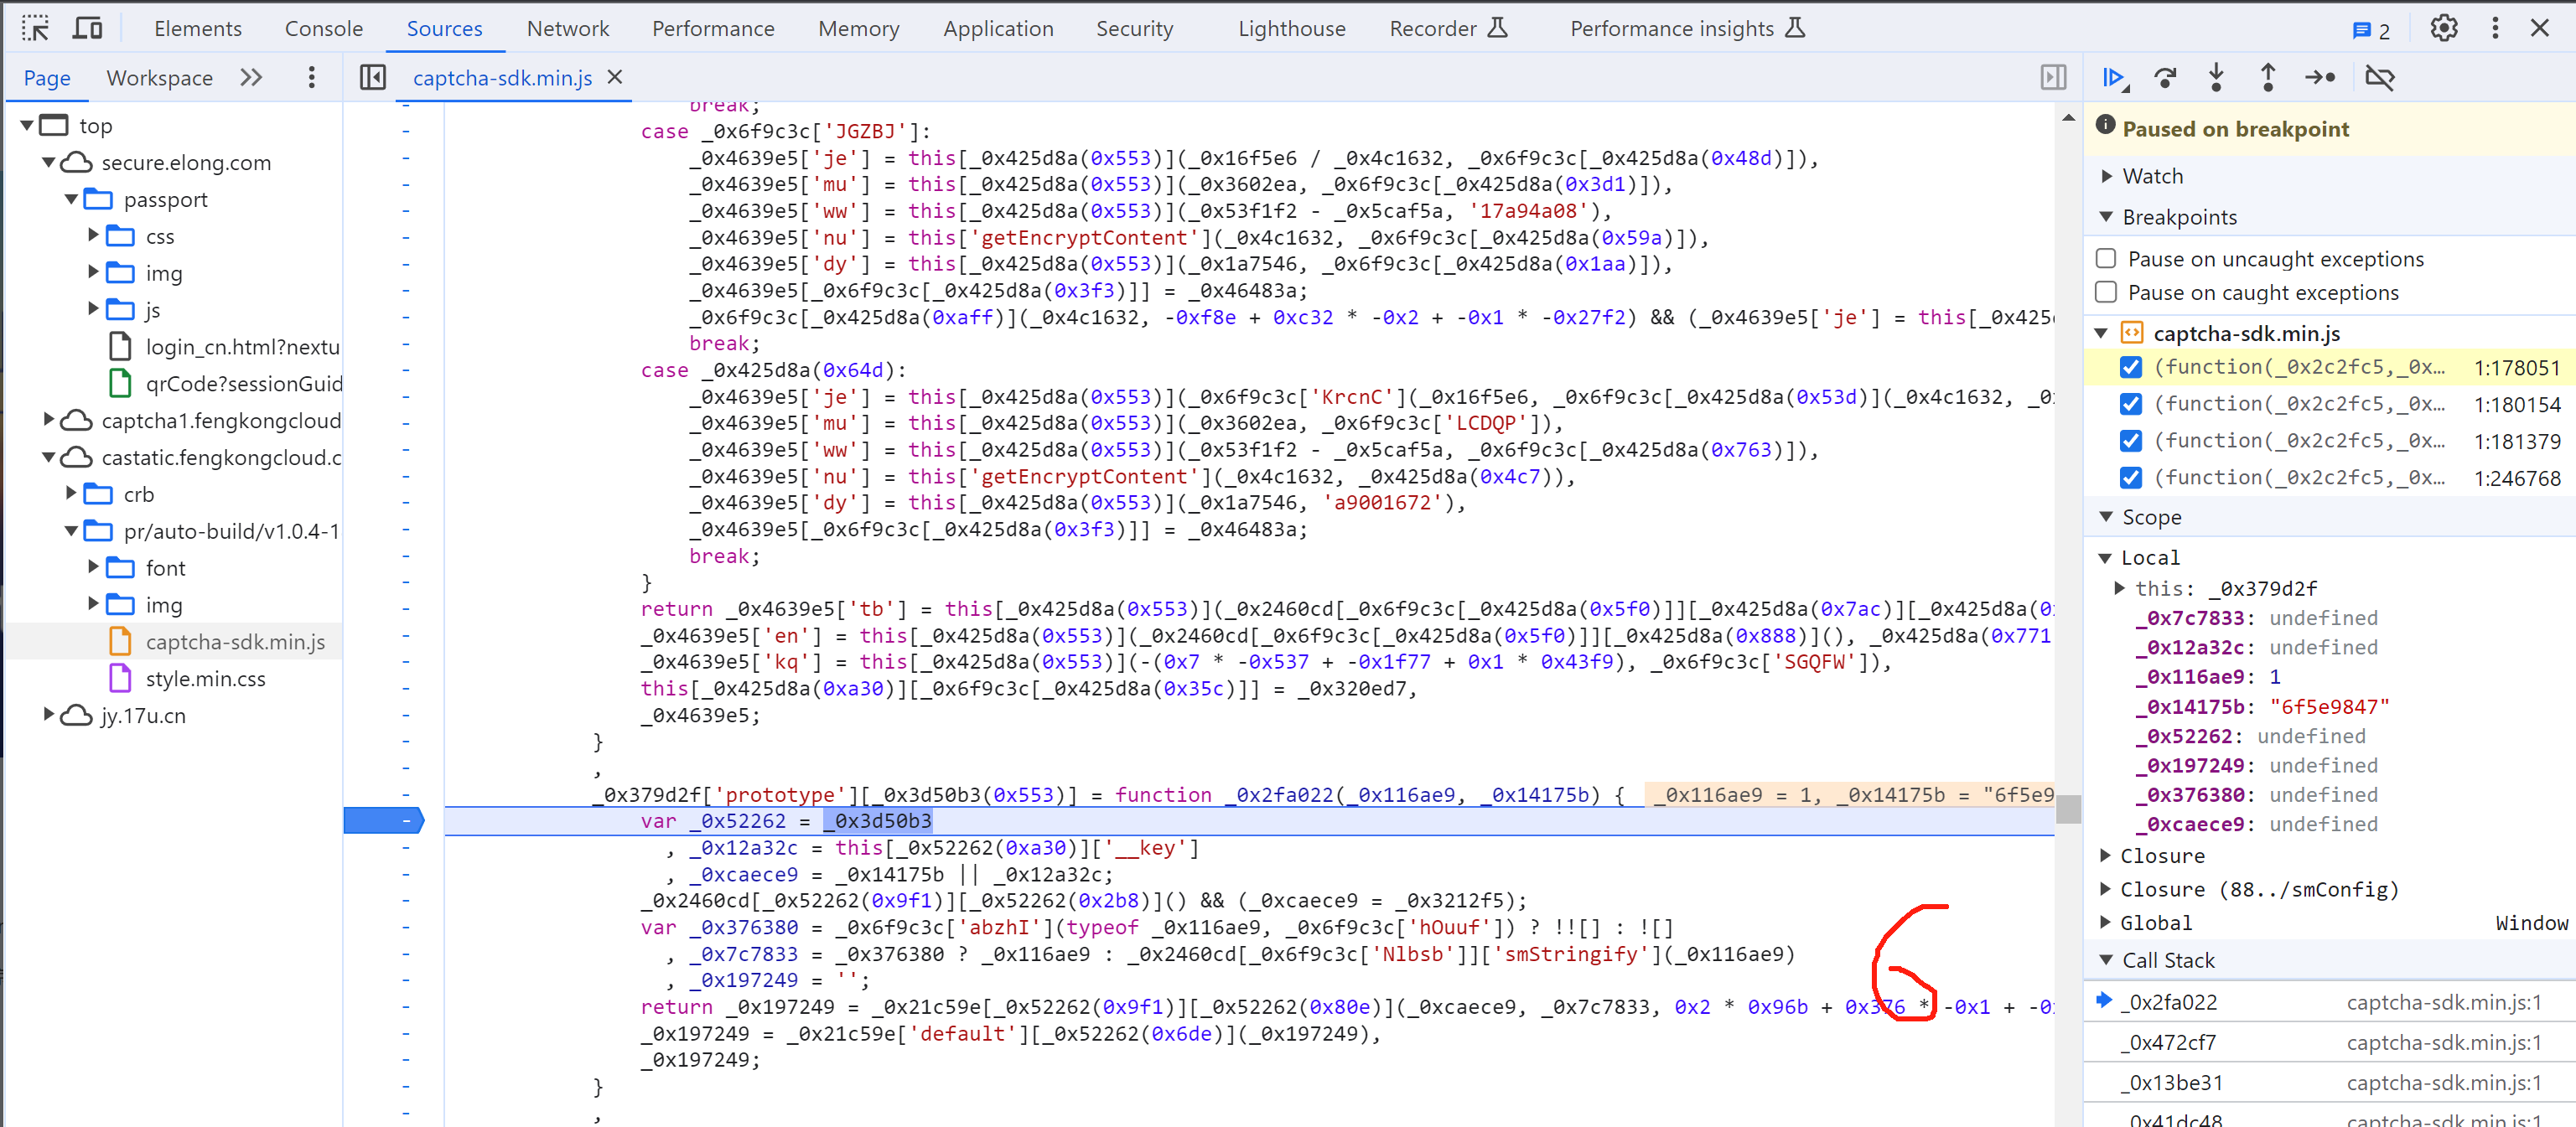 Elements Console Sources Network Performance Memory Application Security Lighthouse Recorder Performance insights 2
Page Workspace
captcha-sdk.min.js
top
secure.elong.com
passport
css
img
js
login_cn.html?nextu
qrCode?sessionGuid
captcha1.fengkongcloud
castatic.fengkongcloud.c
crb
pr/auto-build/v1.0.4-1
font
img
captcha-sdk.min.js
style.min.css
jy.17u.cn
break;
case _0x6f9c3c['JGZBJ']:
_0x4639e5['je'] = this[_0x425d8a(0x553)](_0x16f5e6 / _0x4c1632, _0x6f9c3c[_0x425d8a(0x48d)]),
_0x4639e5['mu'] = this[_0x425d8a(0x553)](_0x3602ea, _0x6f9c3c[_0x425d8a(0x3d1)]),
_0x4639e5['ww'] = this[_0x425d8a(0x553)](_0x53f1f2 - _0x5caf5a, '17a94a08'),
_0x4639e5['nu'] = this['getEncryptContent'](_0x4c1632, _0x6f9c3c[_0x425d8a(0x59a)]),
_0x4639e5['dy'] = this[_0x425d8a(0x553)](_0x1a7546, _0x6f9c3c[_0x425d8a(0x1aa)]),
_0x4639e5[_0x6f9c3c[_0x425d8a(0x3f3)]] = _0x46483a;
_0x6f9c3c[_0x425d8a(0xaff)](_0x4c1632, -0xf8e + 0xc32 * -0x2 + -0x1 * -0x27f2) && (_0x4639e5['je'] = this[_0x425
break;
case _0x425d8a(0x64d):
_0x4639e5['je'] = this[_0x425d8a(0x553)](_0x6f9c3c['KrcnC'](_0x16f5e6, _0x6f9c3c[_0x425d8a(0x53d)](_0x4c1632, _0
_0x4639e5['mu'] = this[_0x425d8a(0x553)](_0x3602ea, _0x6f9c3c['LCDQP']),
_0x4639e5['ww'] = this[_0x425d8a(0x553)](_0x53f1f2 - _0x5caf5a, _0x6f9c3c[_0x425d8a(0x763)]),
_0x4639e5['nu'] = this['getEncryptContent'](_0x4c1632, _0x425d8a(0x4c7)),
_0x4639e5['dy'] = this[_0x425d8a(0x553)](_0x1a7546, 'a9001672'),
_0x4639e5[_0x6f9c3c[_0x425d8a(0x3f3)]] = _0x46483a;
break;
}
return _0x4639e5['tb'] = this[_0x425d8a(0x553)](_0x2460cd[_0x6f9c3c[_0x425d8a(0x5f0)]][_0x425d8a(0x7ac)][_0x425d8a(0
_0x4639e5['en'] = this[_0x425d8a(0x553)](_0x2460cd[_0x6f9c3c[_0x425d8a(0x5f0)]][_0x425d8a(0x888)](), _0x425d8a(0x771
_0x4639e5['kq'] = this[_0x425d8a(0x553)](-(0x7 * -0x537 + -0x1f77 + 0x1 * 0x43f9), _0x6f9c3c['SGQFW']),
this[_0x425d8a(0xa30)][_0x6f9c3c[_0x425d8a(0x35c)]] = _0x320ed7,
_0x4639e5;
}
,
_0x379d2f['prototype'][_0x3d50b3(0x553)] = function _0x2fa022(_0x116ae9, _0x14175b) { _0x116ae9 = 1, _0x14175b = "6f5e9
var _0x52262 = _0x3d50b3
, _0x12a32c = this[_0x52262(0xa30)]['__key']
, _0xcaece9 = _0x14175b || _0x12a32c;
_0x2460cd[_0x52262(0x9f1)][_0x52262(0x2b8)]() && (_0xcaece9 = _0x3212f5);
var _0x376380 = _0x6f9c3c['abzhI'](typeof _0x116ae9, _0x6f9c3c['hOuuf']) ? !![] : ![]
, _0x7c7833 = _0x376380 ? _0x116ae9 : _0x2460cd[_0x6f9c3c['Nlbsb']]['smStringify'](_0x116ae9)
, _0x197249 = '';
return _0x197249 = _0x21c59e[_0x52262(0x9f1)][_0x52262(0x80e)](_0xcaece9, _0x7c7833, 0x2 * 0x96b + 0x376 * -0x1 + -0
_0x197249 = _0x21c59e['default'][_0x52262(0x6de)](_0x197249),
_0x197249;
}
,
6
Paused on breakpoint
Watch
Breakpoints
Pause on uncaught exceptions
Pause on caught exceptions
captcha-sdk.min.js
(function(_0x2c2fc5,_0x… 1:178051
(function(_0x2c2fc5,_0x… 1:180154
(function(_0x2c2fc5,_0x… 1:181379
(function(_0x2c2fc5,_0x… 1:246768
Scope
Local
this: _0x379d2f
_0x7c7833: undefined
_0x12a32c: undefined
_0x116ae9: 1
_0x14175b: "6f5e9847"
_0x52262: undefined
_0x197249: undefined
_0x376380: undefined
_0xcaece9: undefined
Closure
Closure (88../smConfig)
Global Window
Call Stack
_0x2fa022 captcha-sdk.min.js:1
_0x472cf7 captcha-sdk.min.js:1
_0x13be31 captcha-sdk.min.js:1
_0x41dc48 captcha-sdk.min.js:1